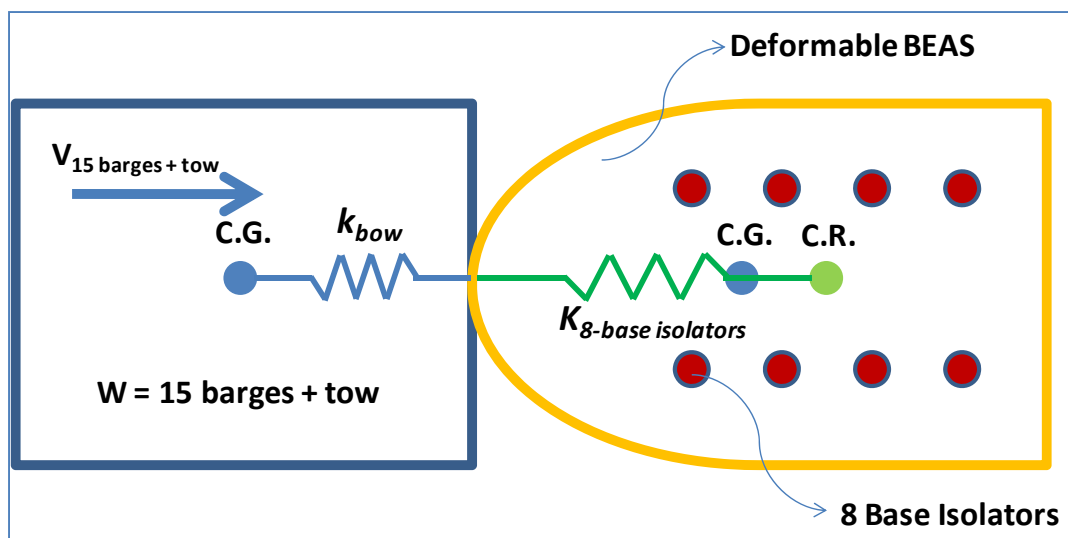 Deformable BEAS
V15 barges + tow
C.G.
kbow
C.G.
C.R.
K8-base isolators
W = 15 barges + tow
8 Base Isolators